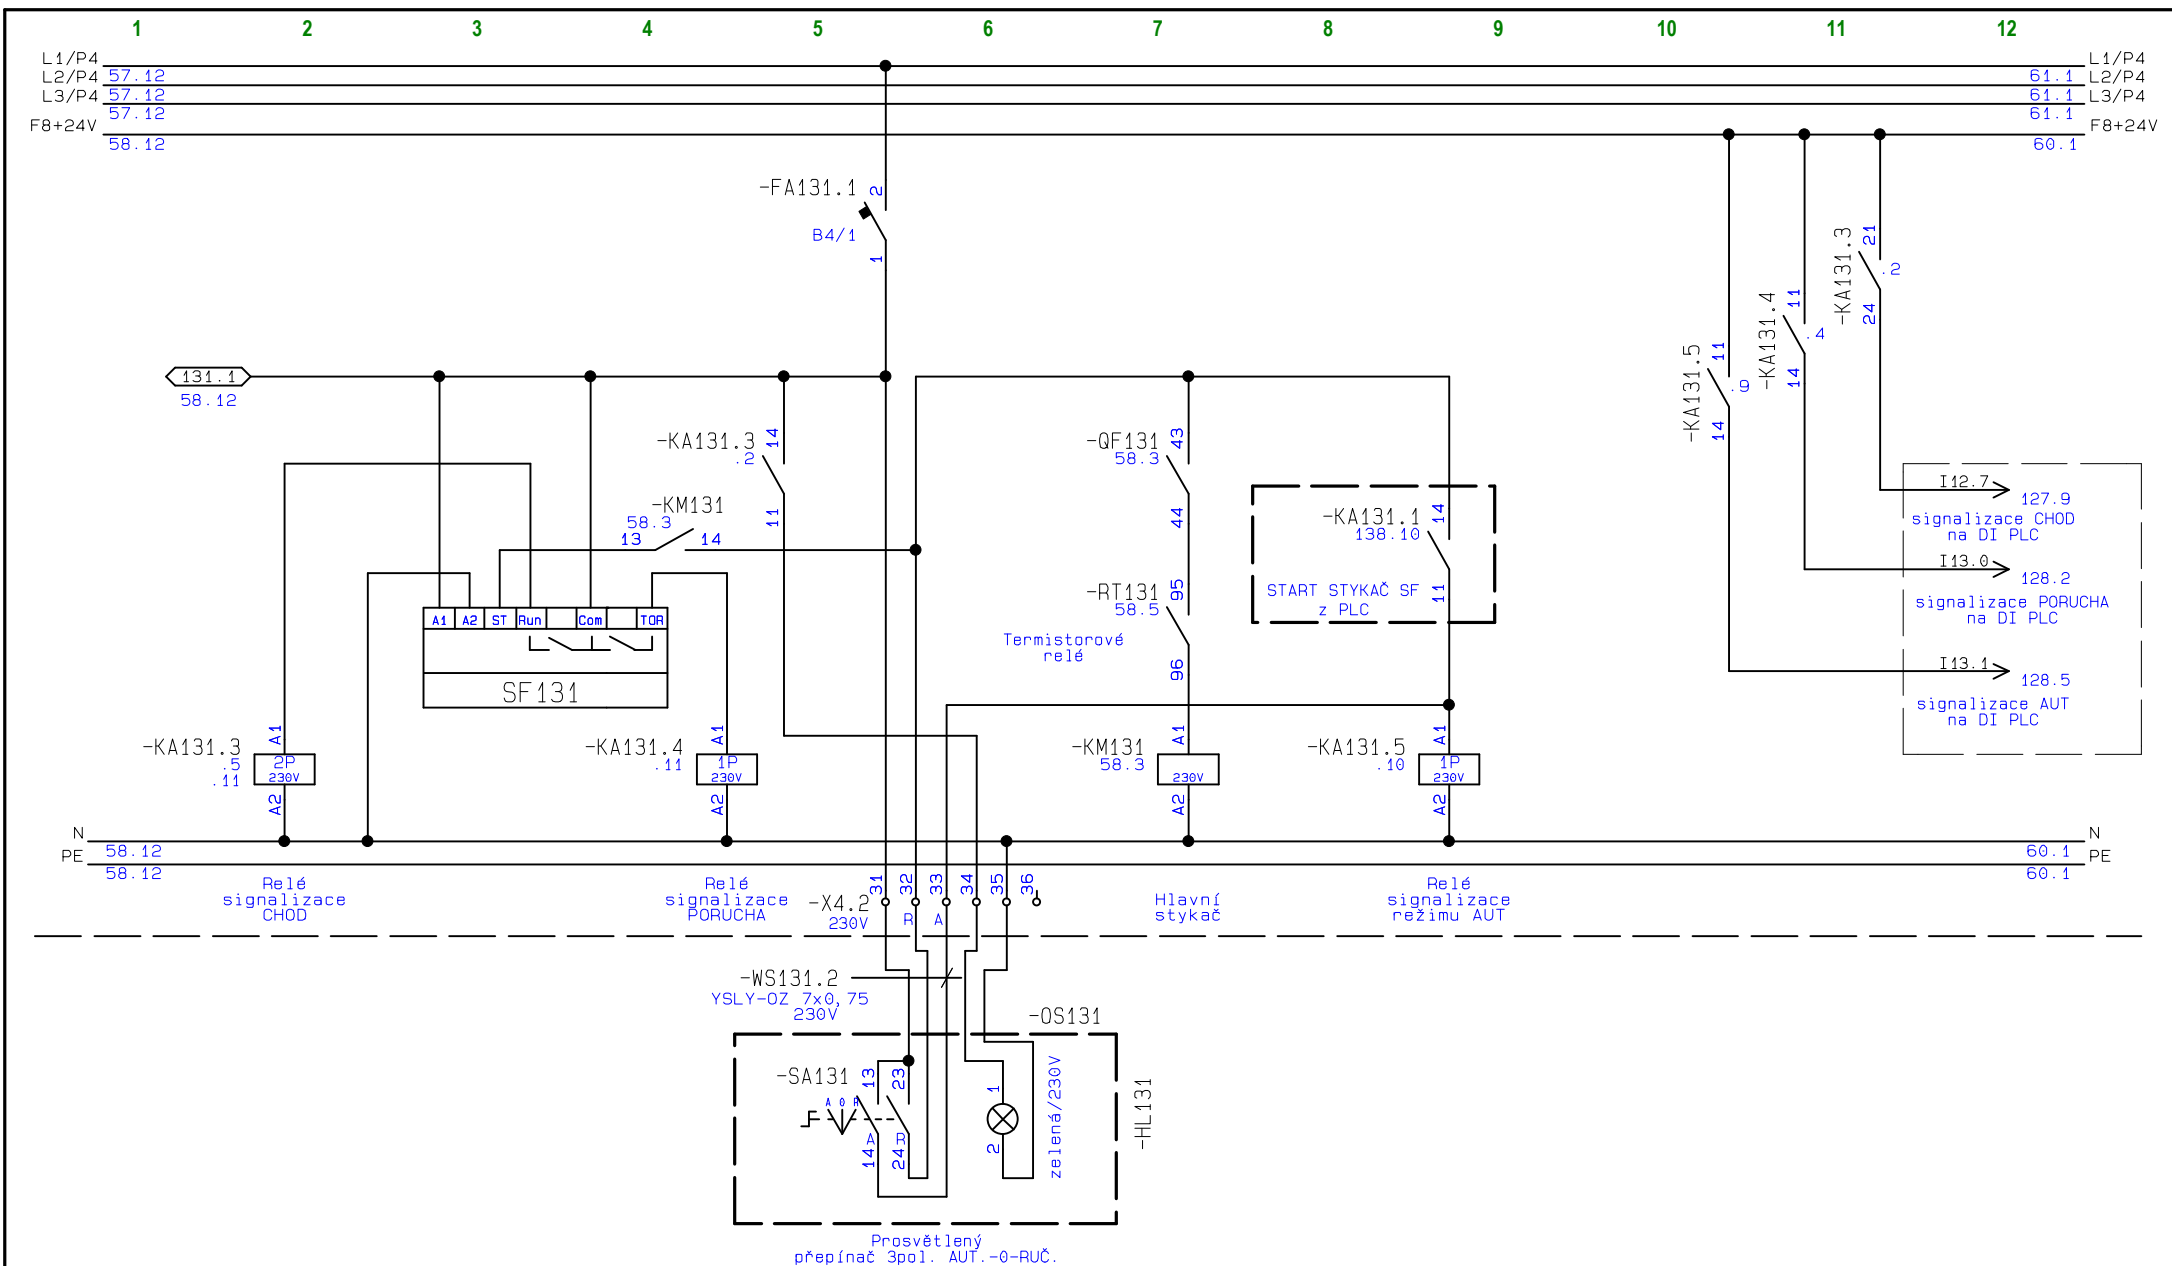 1 2 3 4 5 6 7 8 9 10 11 12
L1/P4 L1/P4
L2/P4 57.12 61.1 L2/P4
L3/P4 57.12 61.1 L3/P4
57.12 61.1
F8+24V F8+24V
58.12 60.1
-FA131.1 2
B4/1
1
-KA131.3 21
.2
24
-KA131.4 11
.4
14
-KA131.5 11
.9
14
131.1
58.12
-KA131.3 14
.2
11
-KM131
58.3
13 14
-QF131 43
58.3
44
-KA131.1 14
138.10
11
START STYKAČ SF
z PLC
-RT131 95
58.5
96
Termistorové
relé
I12.7
127.9
signalizace CHOD
na DI PLC
I13.0
128.2
signalizace PORUCHA
na DI PLC
I13.1
128.5
signalizace AUT
na DI PLC
A1 A2 ST Run Com TOR
SF131
-KA131.3 A1
.5 2P
.11 230V
A2
-KA131.4 A1
.11 1P
230V
A2
-KM131 A1
58.3
230V
A2
-KA131.5 A1
.10 1P
230V
A2
N N
58.12 60.1
PE PE
58.12 60.1
Relé
signalizace
CHOD
Relé
signalizace
PORUCHA
-X4.2 31 32 33 34 35 36
230V R A
Hlavní
stykač
Relé
signalizace
režimu AUT
-WS131.2
YSLY-OZ 7x0,75
230V
-OS131
-SA131 13 23
A 0 R
A R
14 24
1
2
zelená/230V
-HL131
Prosvětlený
přepínač 3pol. AUT.-0-RUČ.